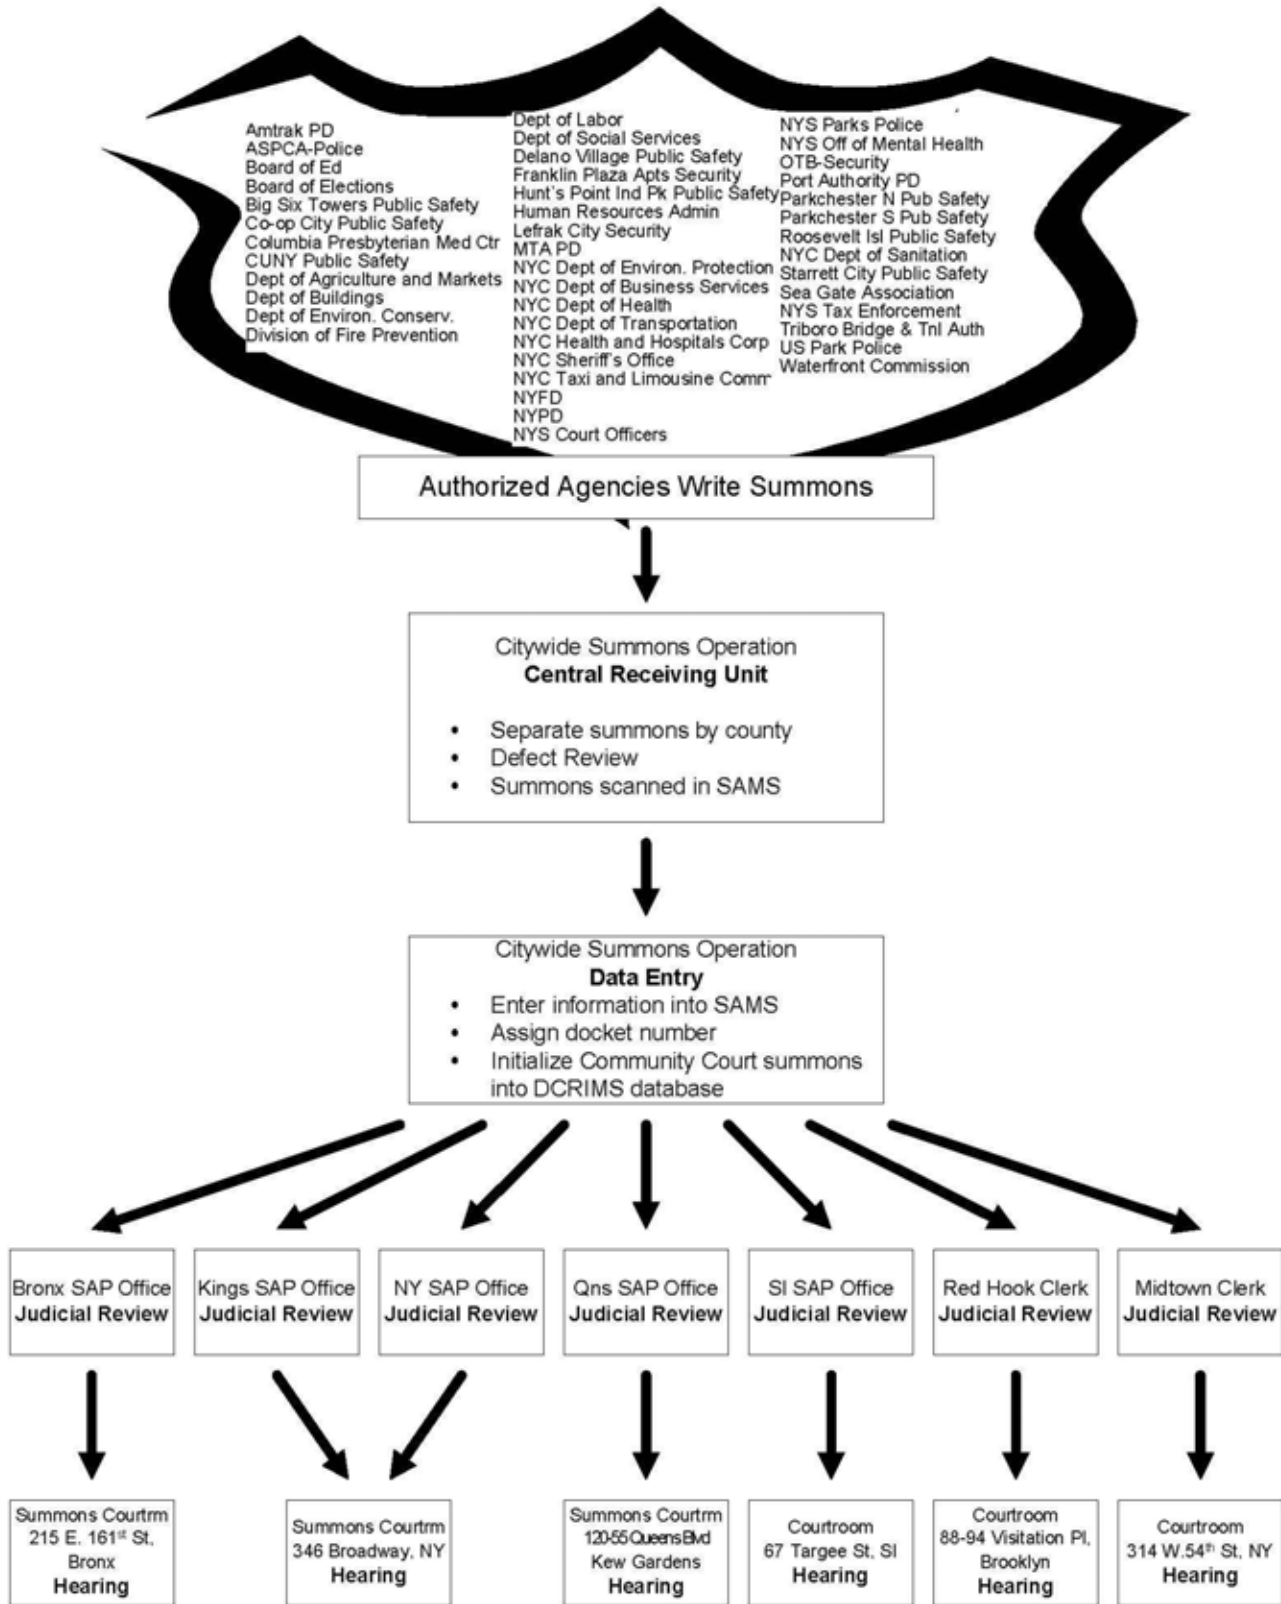 Amtrak PD
ASPCA-Police
Board of Ed
Board of Elections
Big Six Towers Public Safety
Co-op City Public Safety
Columbia Presbyterian Med Ctr
CUNY Public Safety
Dept of Agriculture and Markets
Dept of Buildings
Dept of Environ. Conserv.
Division of Fire Prevention
Dept of Labor
Dept of Social Services
Delano Village Public Safety
Franklin Plaza Apts Security
Hunt's Point Ind Pk Public Safety
Human Resources Admin
Lefrak City Security
MTA PD
NYC Dept of Environ. Protection
NYC Dept of Business Services
NYC Dept of Health
NYC Dept of Transportation
NYC Health and Hospitals Corp
NYC Sheriff's Office
NYC Taxi and Limousine Comm
NYFD
NYPD
NYS Court Officers
NYS Parks Police
NYS Off of Mental Health
OTB-Security
Port Authority PD
Parkchester N Pub Safety
Parkchester S Pub Safety
Roosevelt Isl Public Safety
NYC Dept of Sanitation
Starrett City Public Safety
Sea Gate Association
NYS Tax Enforcement
Triboro Bridge & Tnl Auth
US Park Police
Waterfront Commission
Authorized Agencies Write Summons
Citywide Summons Operation
Central Receiving Unit
• Separate summons by county
• Defect Review
• Summons scanned in SAMS
Citywide Summons Operation
Data Entry
• Enter information into SAMS
• Assign docket number
• Initialize Community Court summons
into DCRIMS database
Bronx SAP Office
Judicial Review
Kings SAP Office
Judicial Review
NY SAP Office
Judicial Review
Qns SAP Office
Judicial Review
SI SAP Office
Judicial Review
Red Hook Clerk
Judicial Review
Midtown Clerk
Judicial Review
Summons Courtrm
215 E. 161st St,
Bronx
Hearing
Summons Courtrm
346 Broadway, NY
Hearing
Summons Courtrm
120-55 Queens Blvd
Kew Gardens
Hearing
Courtroom
67 Targee St, SI
Hearing
Courtroom
88-94 Visitation Pl,
Brooklyn
Hearing
Courtroom
314 W.54th St, NY
Hearing